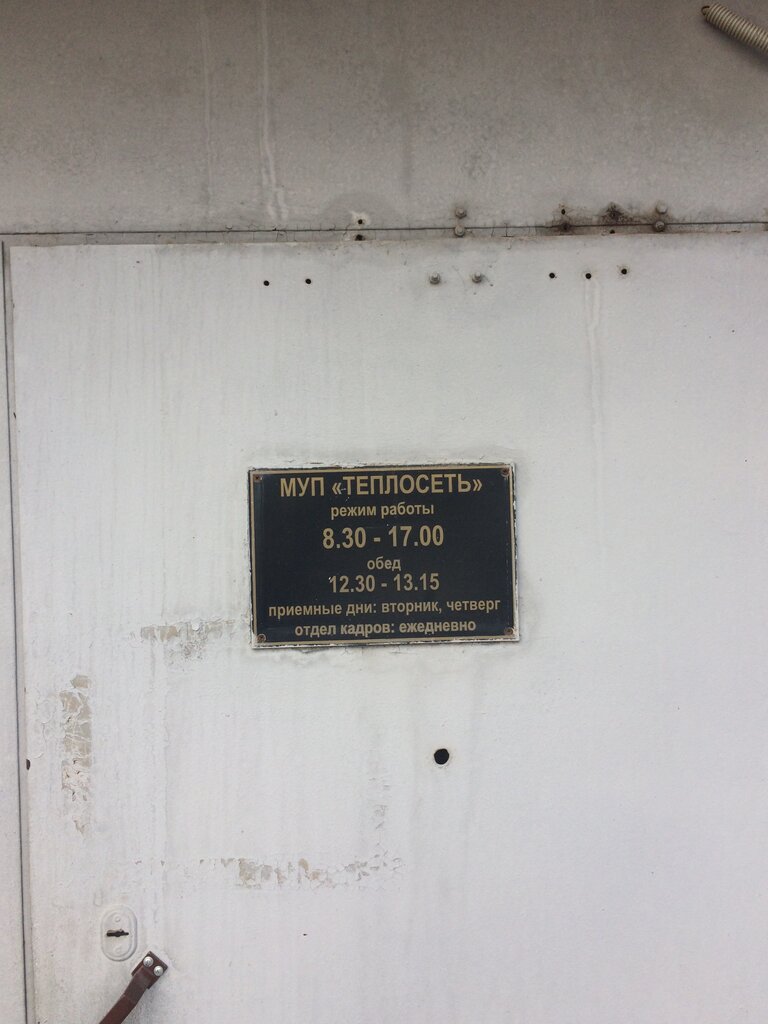 МУП «ТЕПЛОСЕТЬ»
режим работы
8.30 - 17.00
обед
12.30 - 13.15
приемные дни: вторник, четверг
отдел кадров: ежедневно